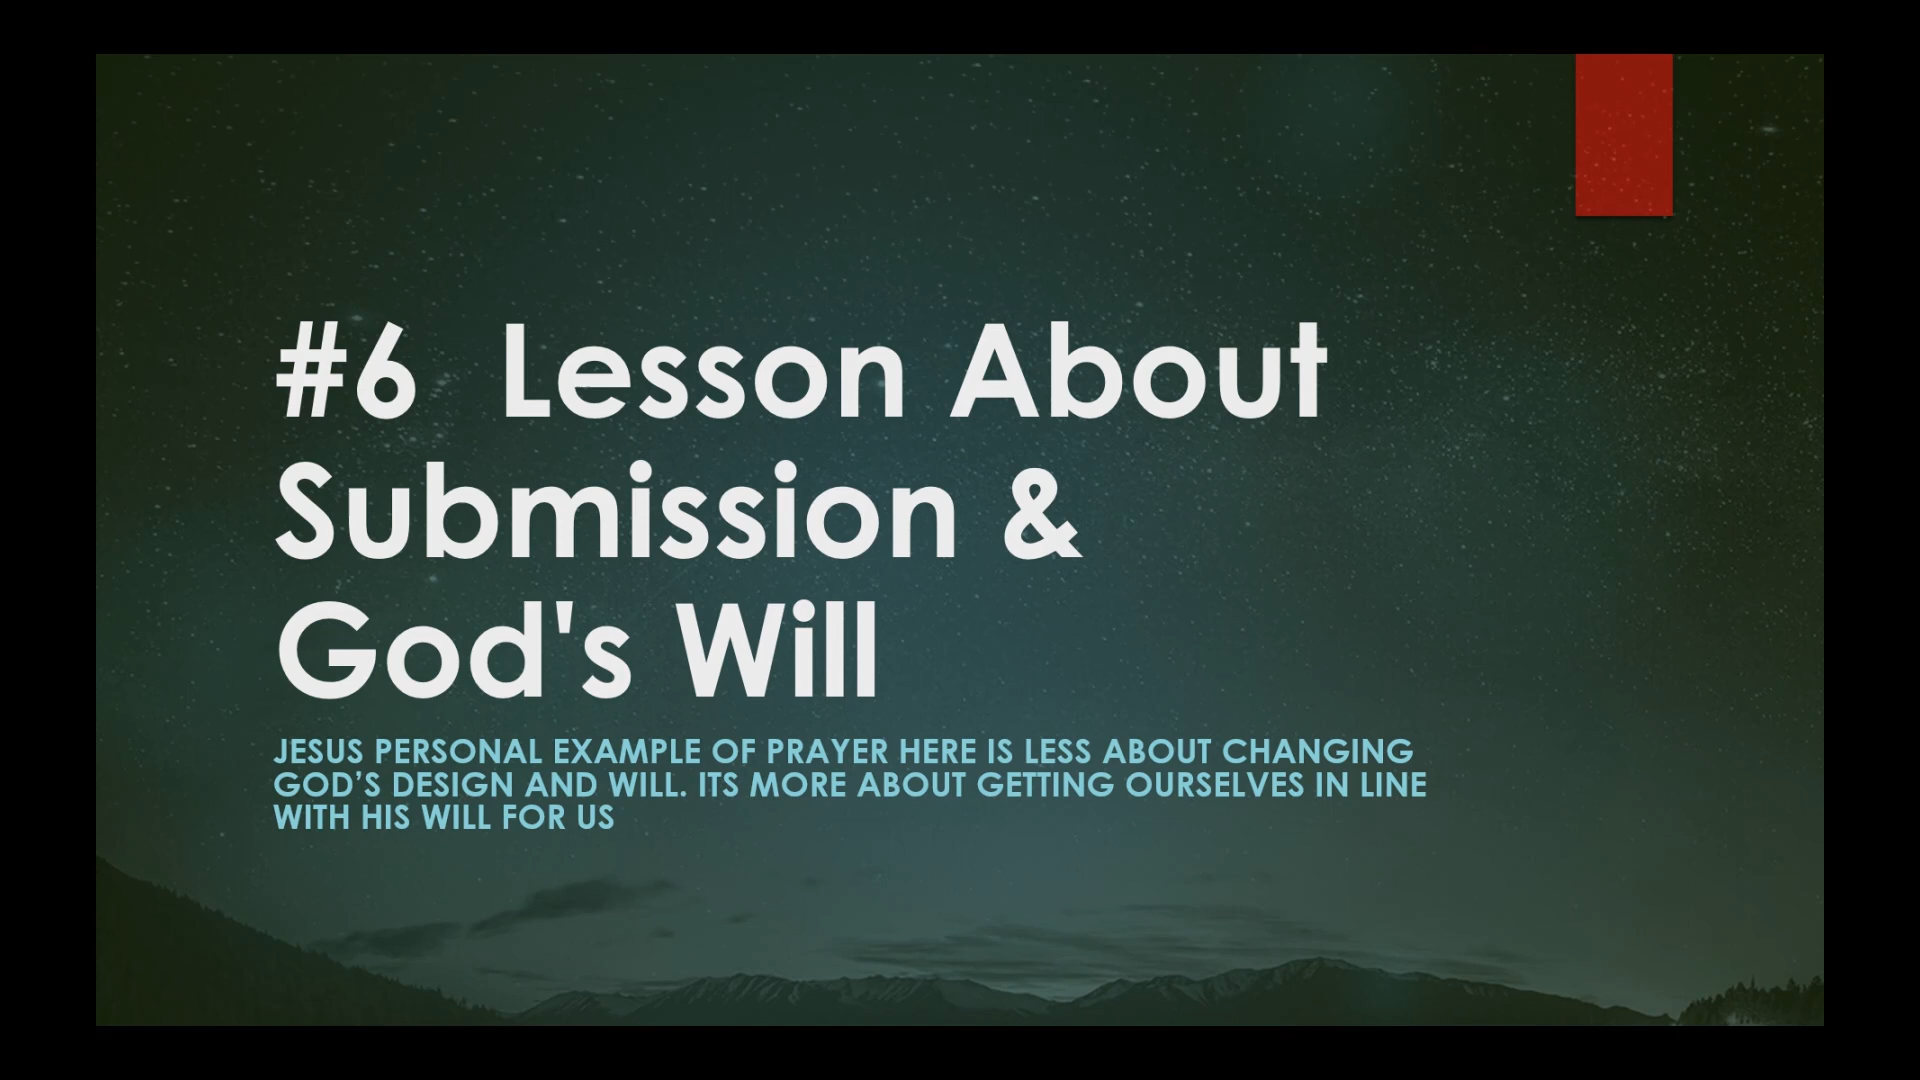 #6  Lesson About
Submission &
God's Will
JESUS PERSONAL EXAMPLE OF PRAYER HERE IS LESS ABOUT CHANGING
GOD’S DESIGN AND WILL. ITS MORE ABOUT GETTING OURSELVES IN LINE
WITH HIS WILL FOR US